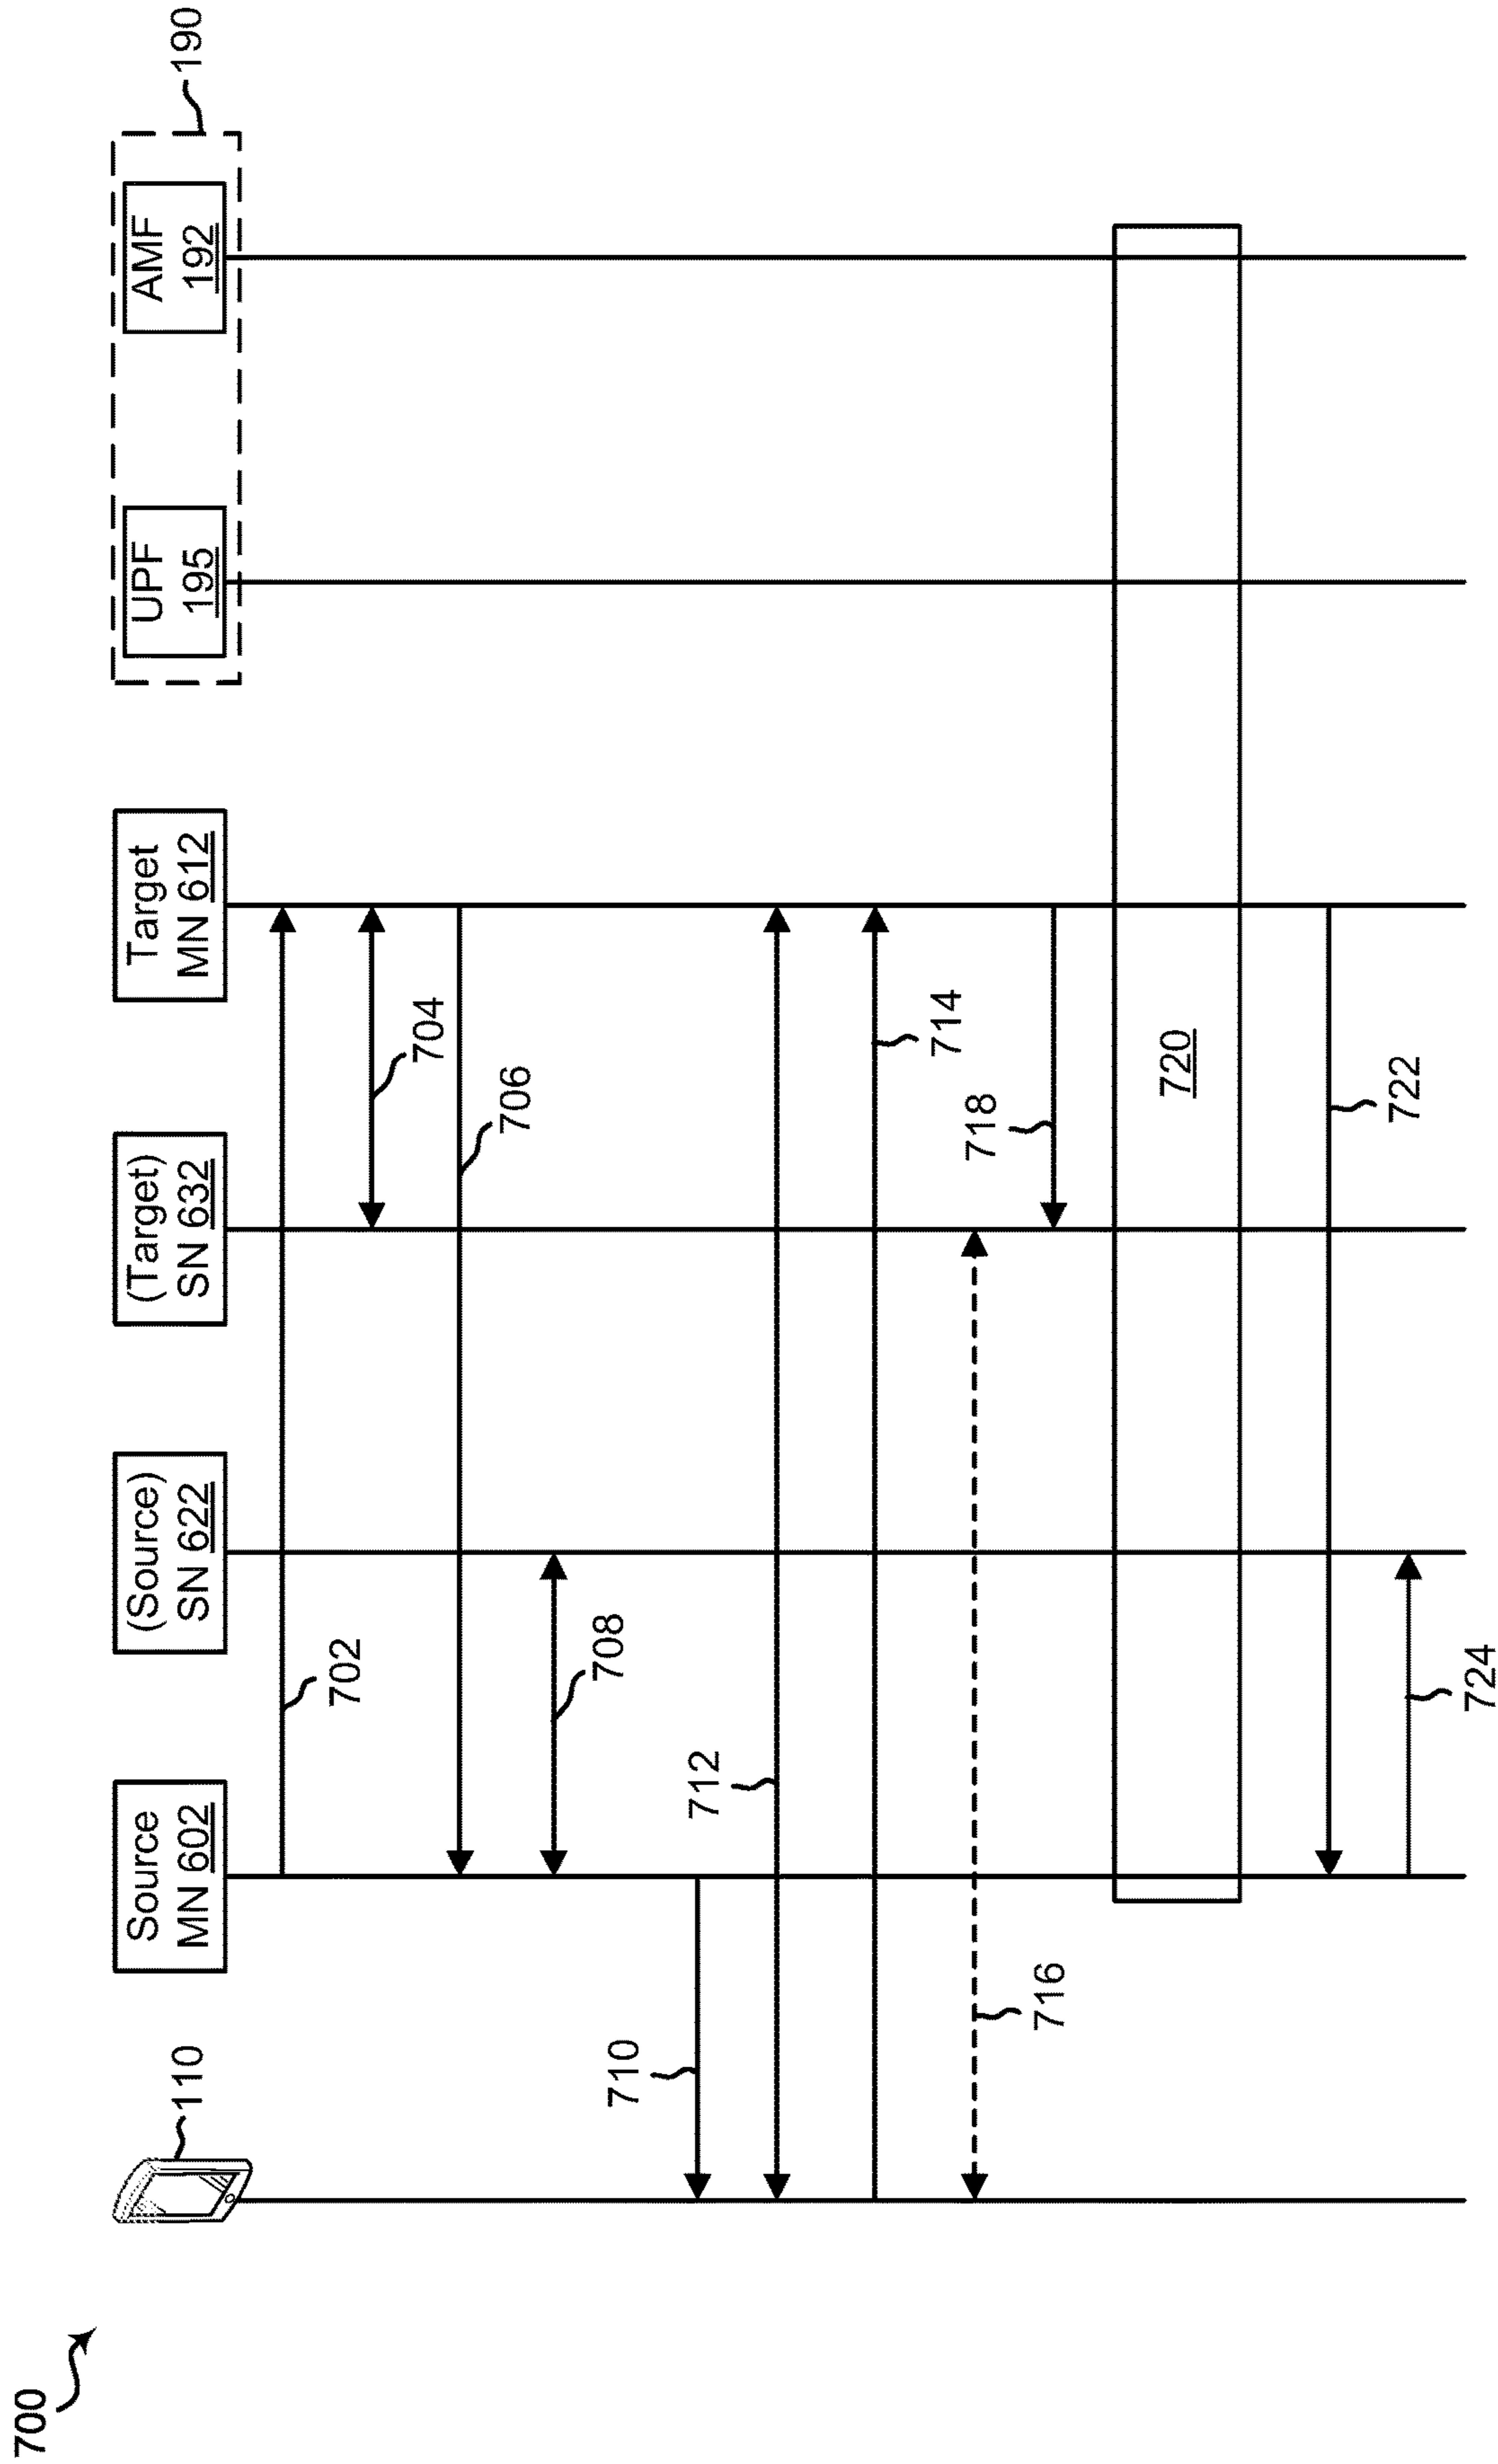 700
110
Source
MN 602
(Source)
SN 622
(Target)
SN 632
Target
MN 612
UPF
195
AMF
192
190
702
704
706
708
710
712
714
716
718
720
722
724